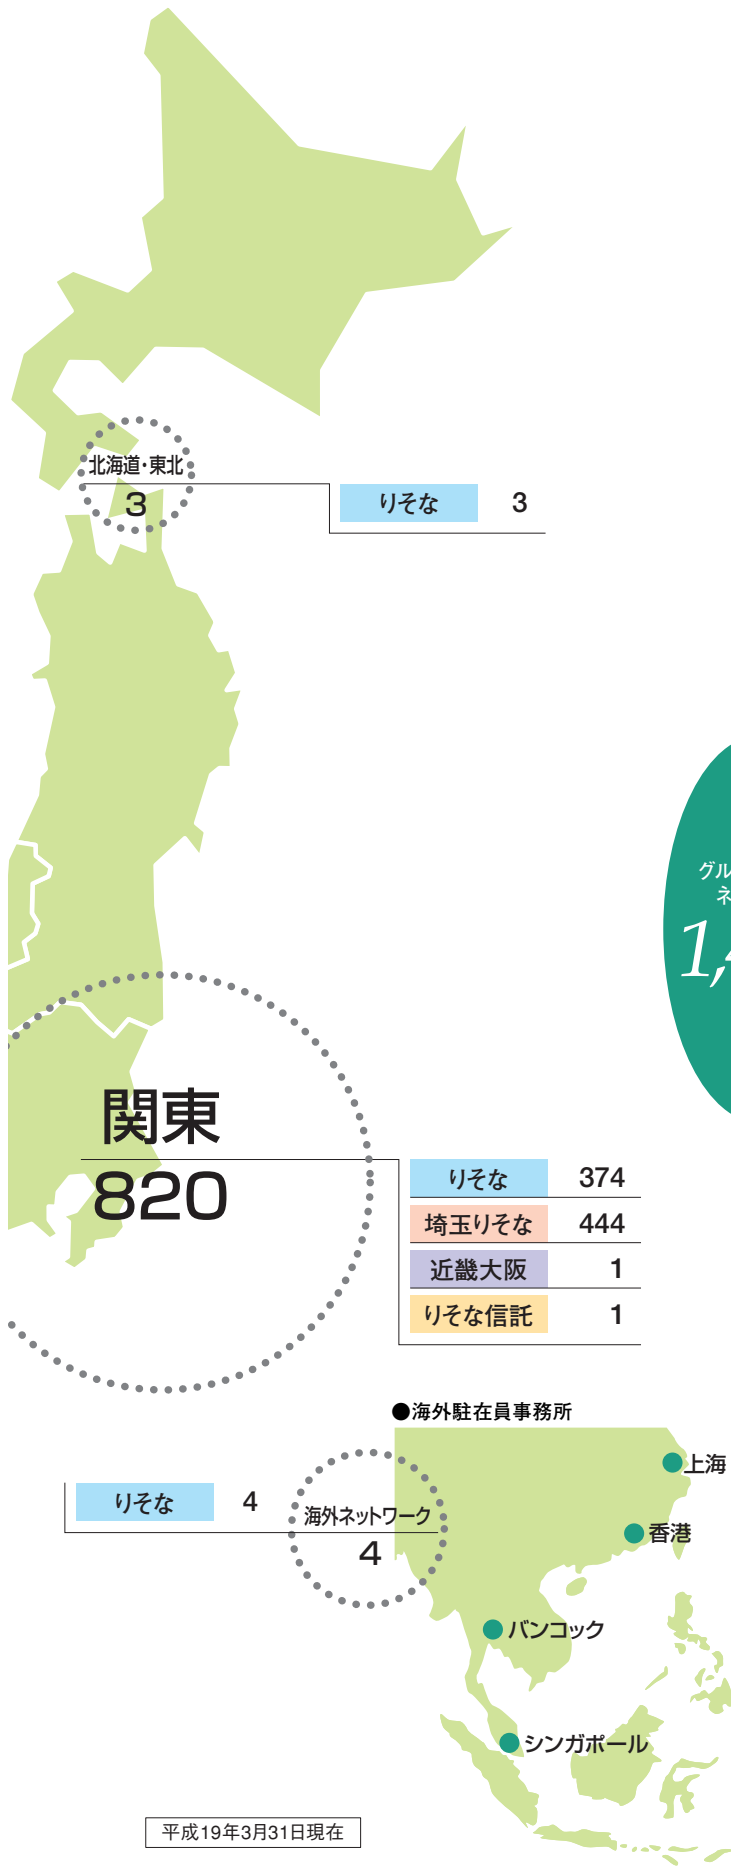 北海道・東北
3
りそな 3
グル
ネ
1,
関東
820
りそな 374
埼玉りそな 444
近畿大阪 1
りそな信託 1
●海外駐在員事務所
上海
りそな 4
海外ネットワーク
4
香港
バンコック
シンガポール
平成19年3月31日現在